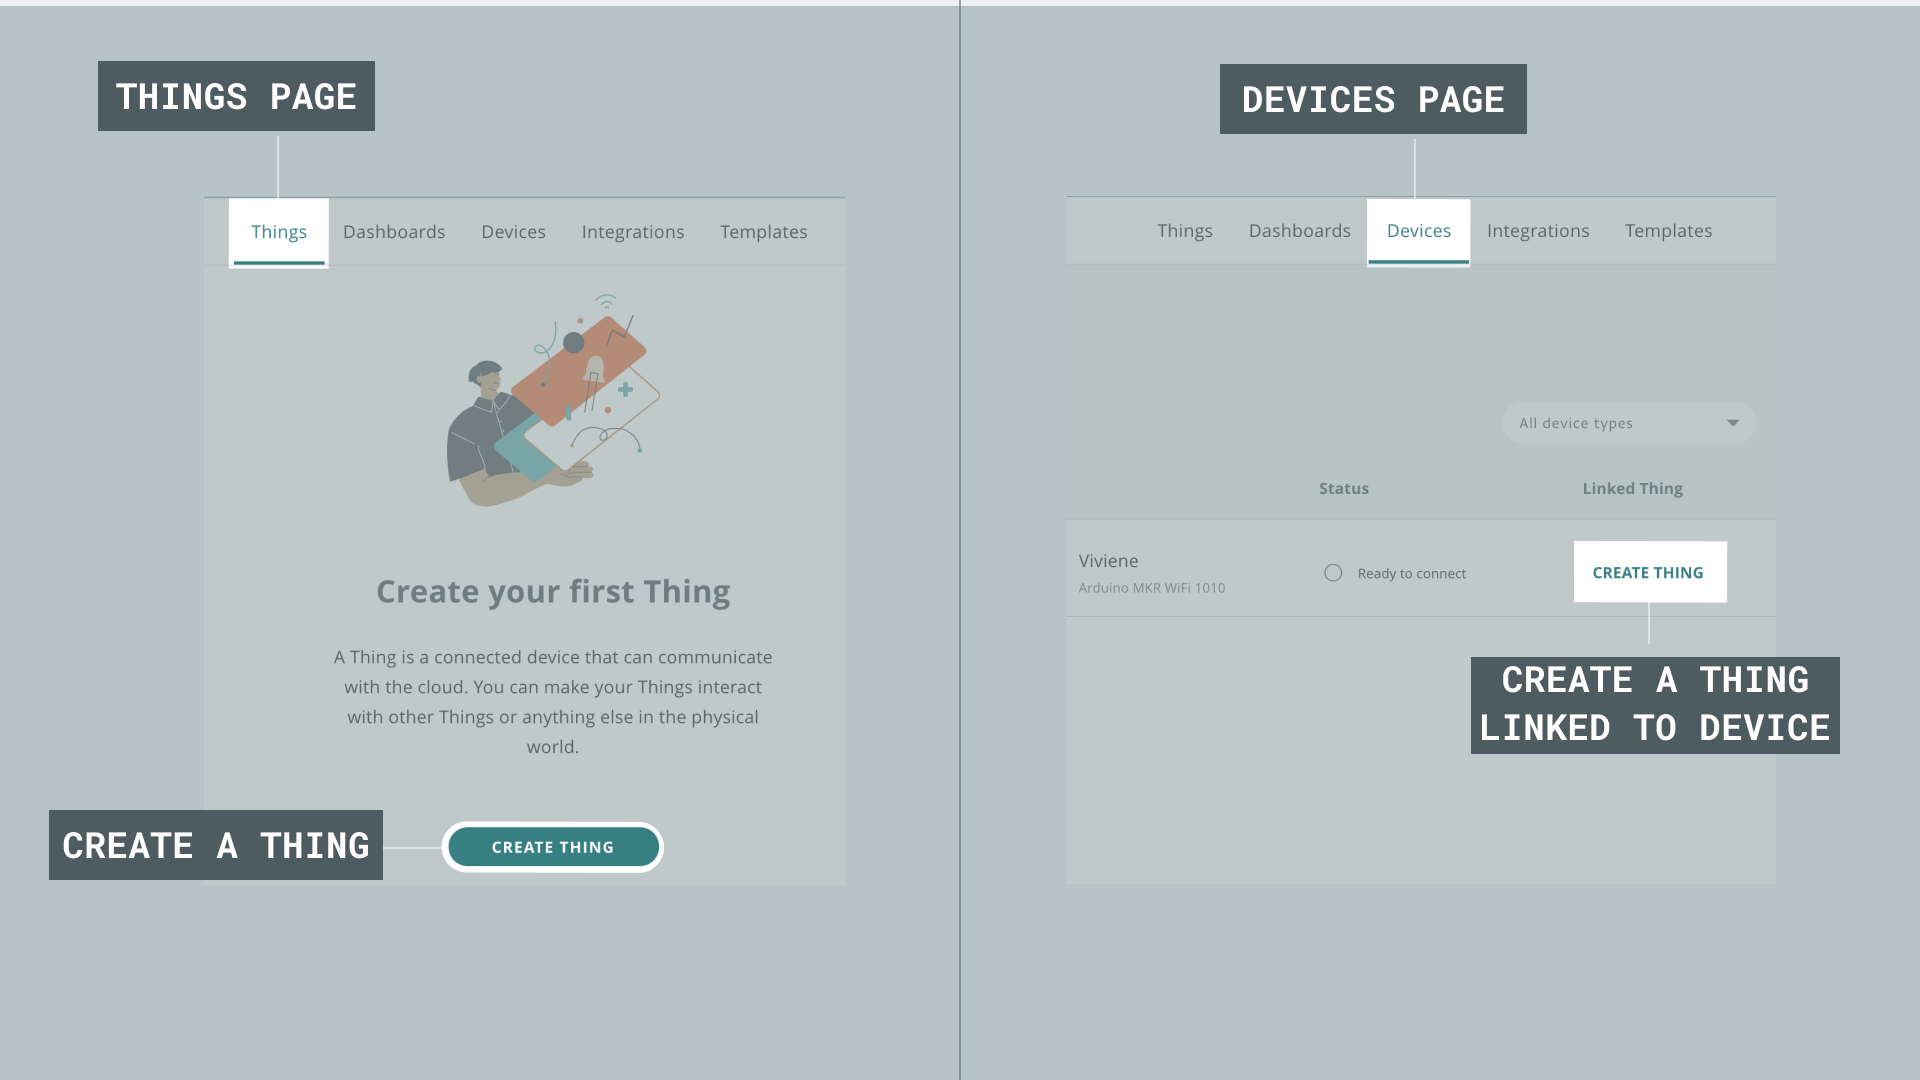 THINGS PAGE
Things Dashboards Devices Integrations Templates
Create your first Thing
A Thing is a connected device that can communicate
with the cloud. You can make your Things interact
with other Things or anything else in the physical
world.
CREATE A THING
CREATE THING
DEVICES PAGE
Things Dashboards Devices Integrations Templates
All device types
Status Linked Thing
Viviene
Arduino MKR WiFi 1010
Ready to connect
CREATE THING
CREATE A THING
LINKED TO DEVICE